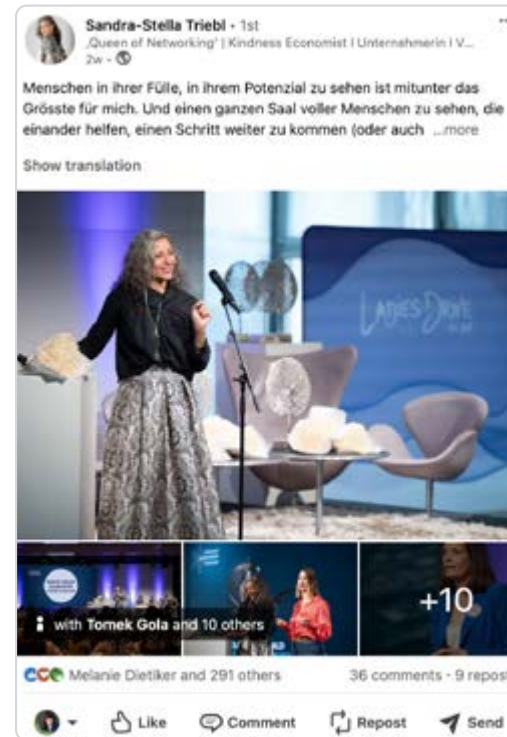 Sandra-Stella Triebl • 1st
„Queen of Networking' | Kindness Economist I Unternehmerin I V...
2w •
Menschen in ihrer Fülle, in ihrem Potenzial zu sehen ist mitunter das
Grösste für mich. Und einen ganzen Saal voller Menschen zu sehen, die
einander helfen, einen Schritt weiter zu kommen (oder auch ...more
Show translation
LADIES DRIVE
+10
with Tomek Gola and 10 others
Melanie Dietiker and 291 others
36 comments • 9 repost
Like
Comment
Repost
Send